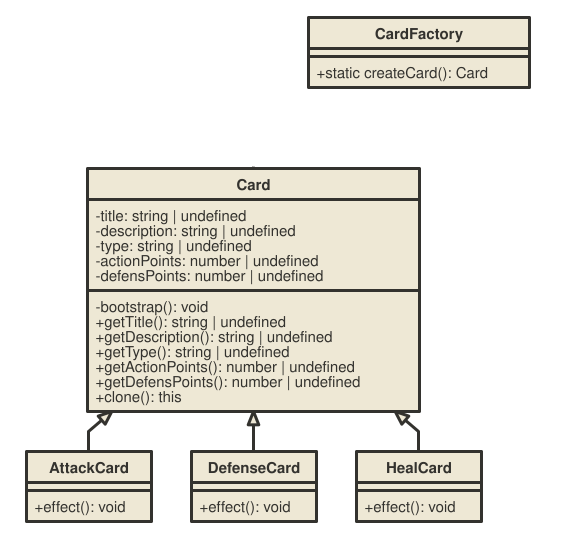 CardFactory
+static createCard(): Card
Card
-title: string | undefined
-description: string | undefined
-type: string | undefined
-actionPoints: number | undefined
-defensPoints: number | undefined
-bootstrap(): void
+getTitle(): string | undefined
+getDescription(): string | undefined
+getType(): string | undefined
+getActionPoints(): number | undefined
+getDefensPoints(): number | undefined
+clone(): this
AttackCard
+effect(): void
DefenseCard
+effect(): void
HealCard
+effect(): void